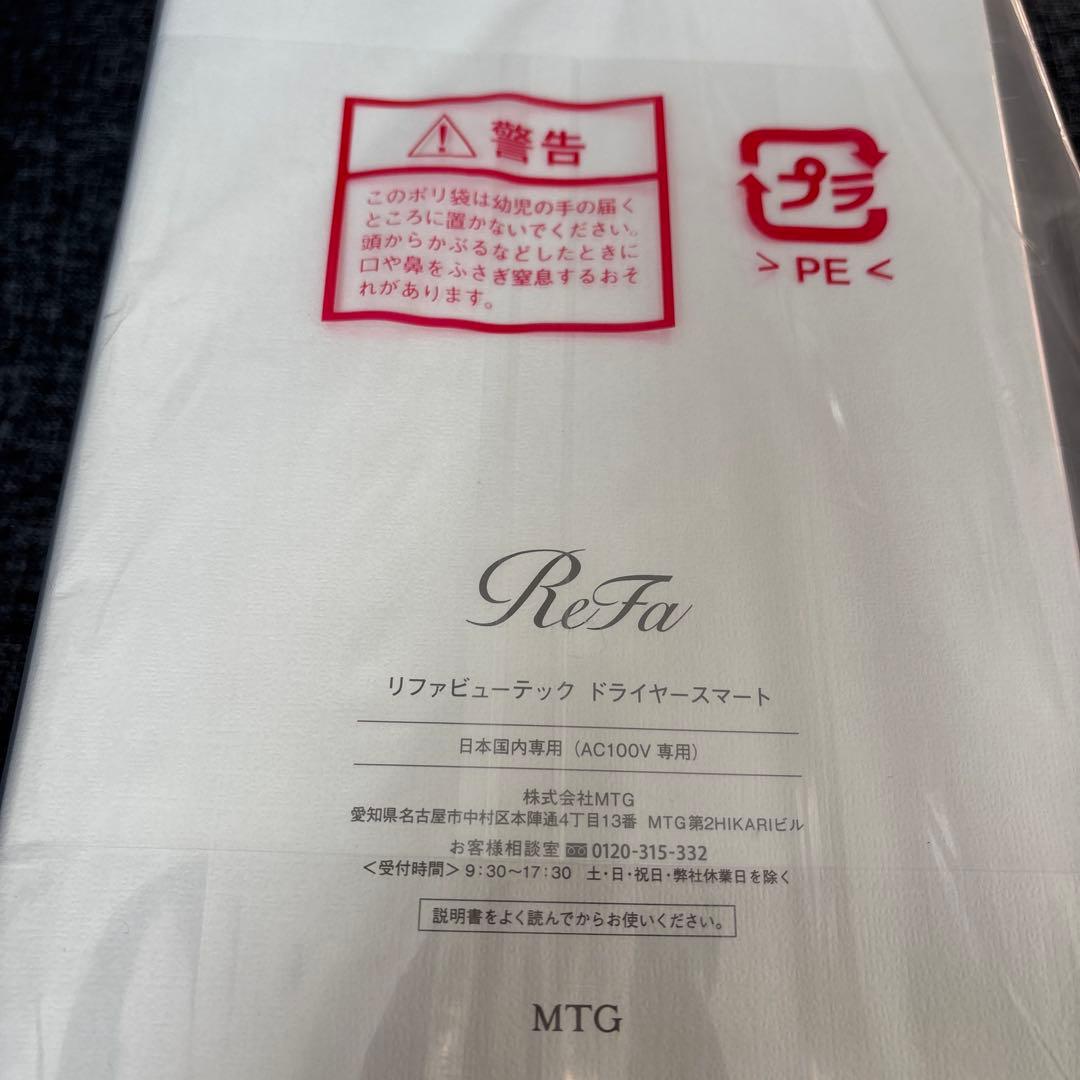 警告
このポリ袋は幼児の手の届く
ところに置かないでください。
頭からかぶるなどしたときに
口や鼻をふさぎ窒息するおそ
れがあります。
プラ
> PE <
ReFa
リファビューテック ドライヤースマート
日本国内専用（AC100V 専用）
株式会社MTG
愛知県名古屋市中村区本陣通4丁目13番 MTG第2HIKARIビル
お客様相談室 0120-315-332
＜受付時間＞9:30～17:30 土・日・祝日・弊社休業日を除く
説明書をよく読んでからお使いください。
MTG